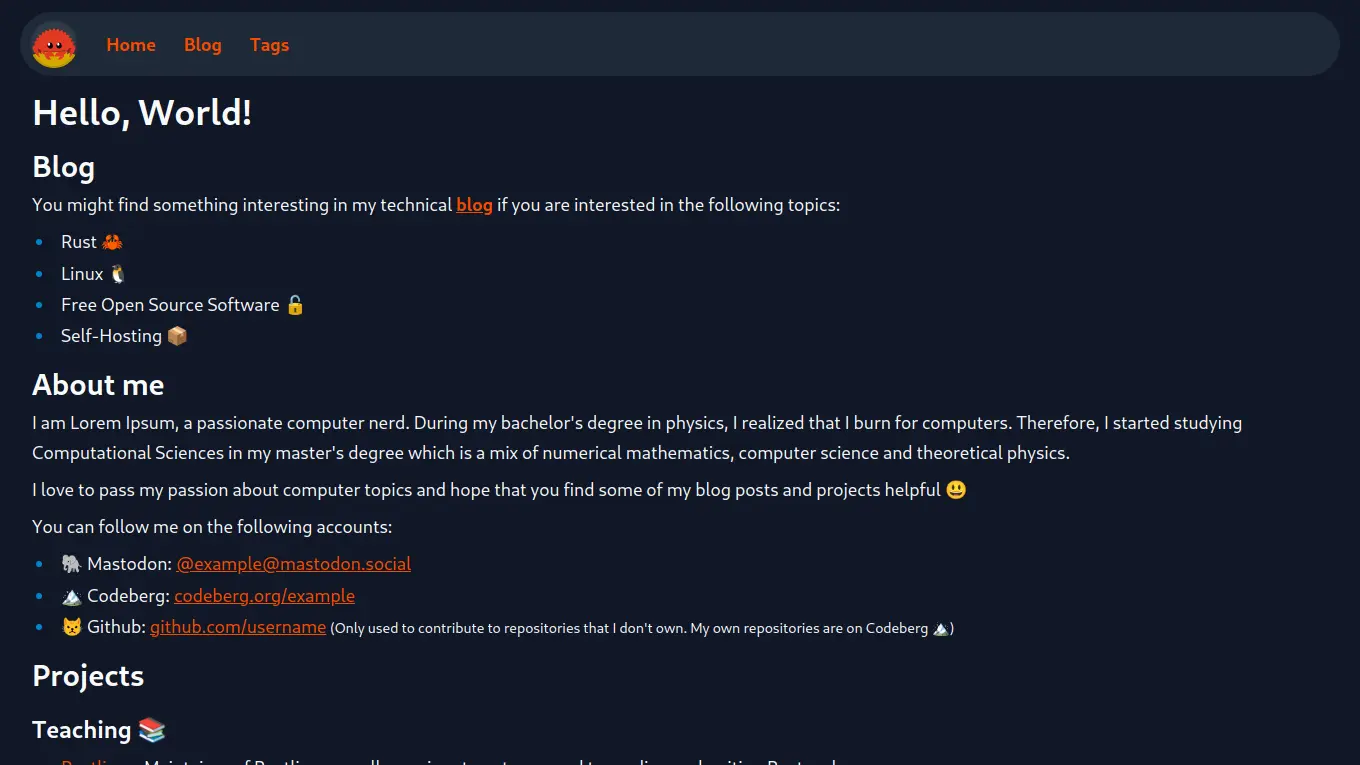 Home Blog Tags
Hello, World!
Blog
You might find something interesting in my technical blog if you are interested in the following topics:
Rust 🦀
Linux 🐧
Free Open Source Software 🔓
Self-Hosting 📦
About me
I am Lorem Ipsum, a passionate computer nerd. During my bachelor's degree in physics, I realized that I burn for computers. Therefore, I started studying
Computational Sciences in my master's degree which is a mix of numerical mathematics, computer science and theoretical physics.
I love to pass my passion about computer topics and hope that you find some of my blog posts and projects helpful 😃
You can follow me on the following accounts:
🐘 Mastodon: @example@mastodon.social
🏔️ Codeberg: codeberg.org/example
🐱 Github: github.com/username (Only used to contribute to repositories that I don't own. My own repositories are on Codeberg 🏔️)
Projects
Teaching 📚